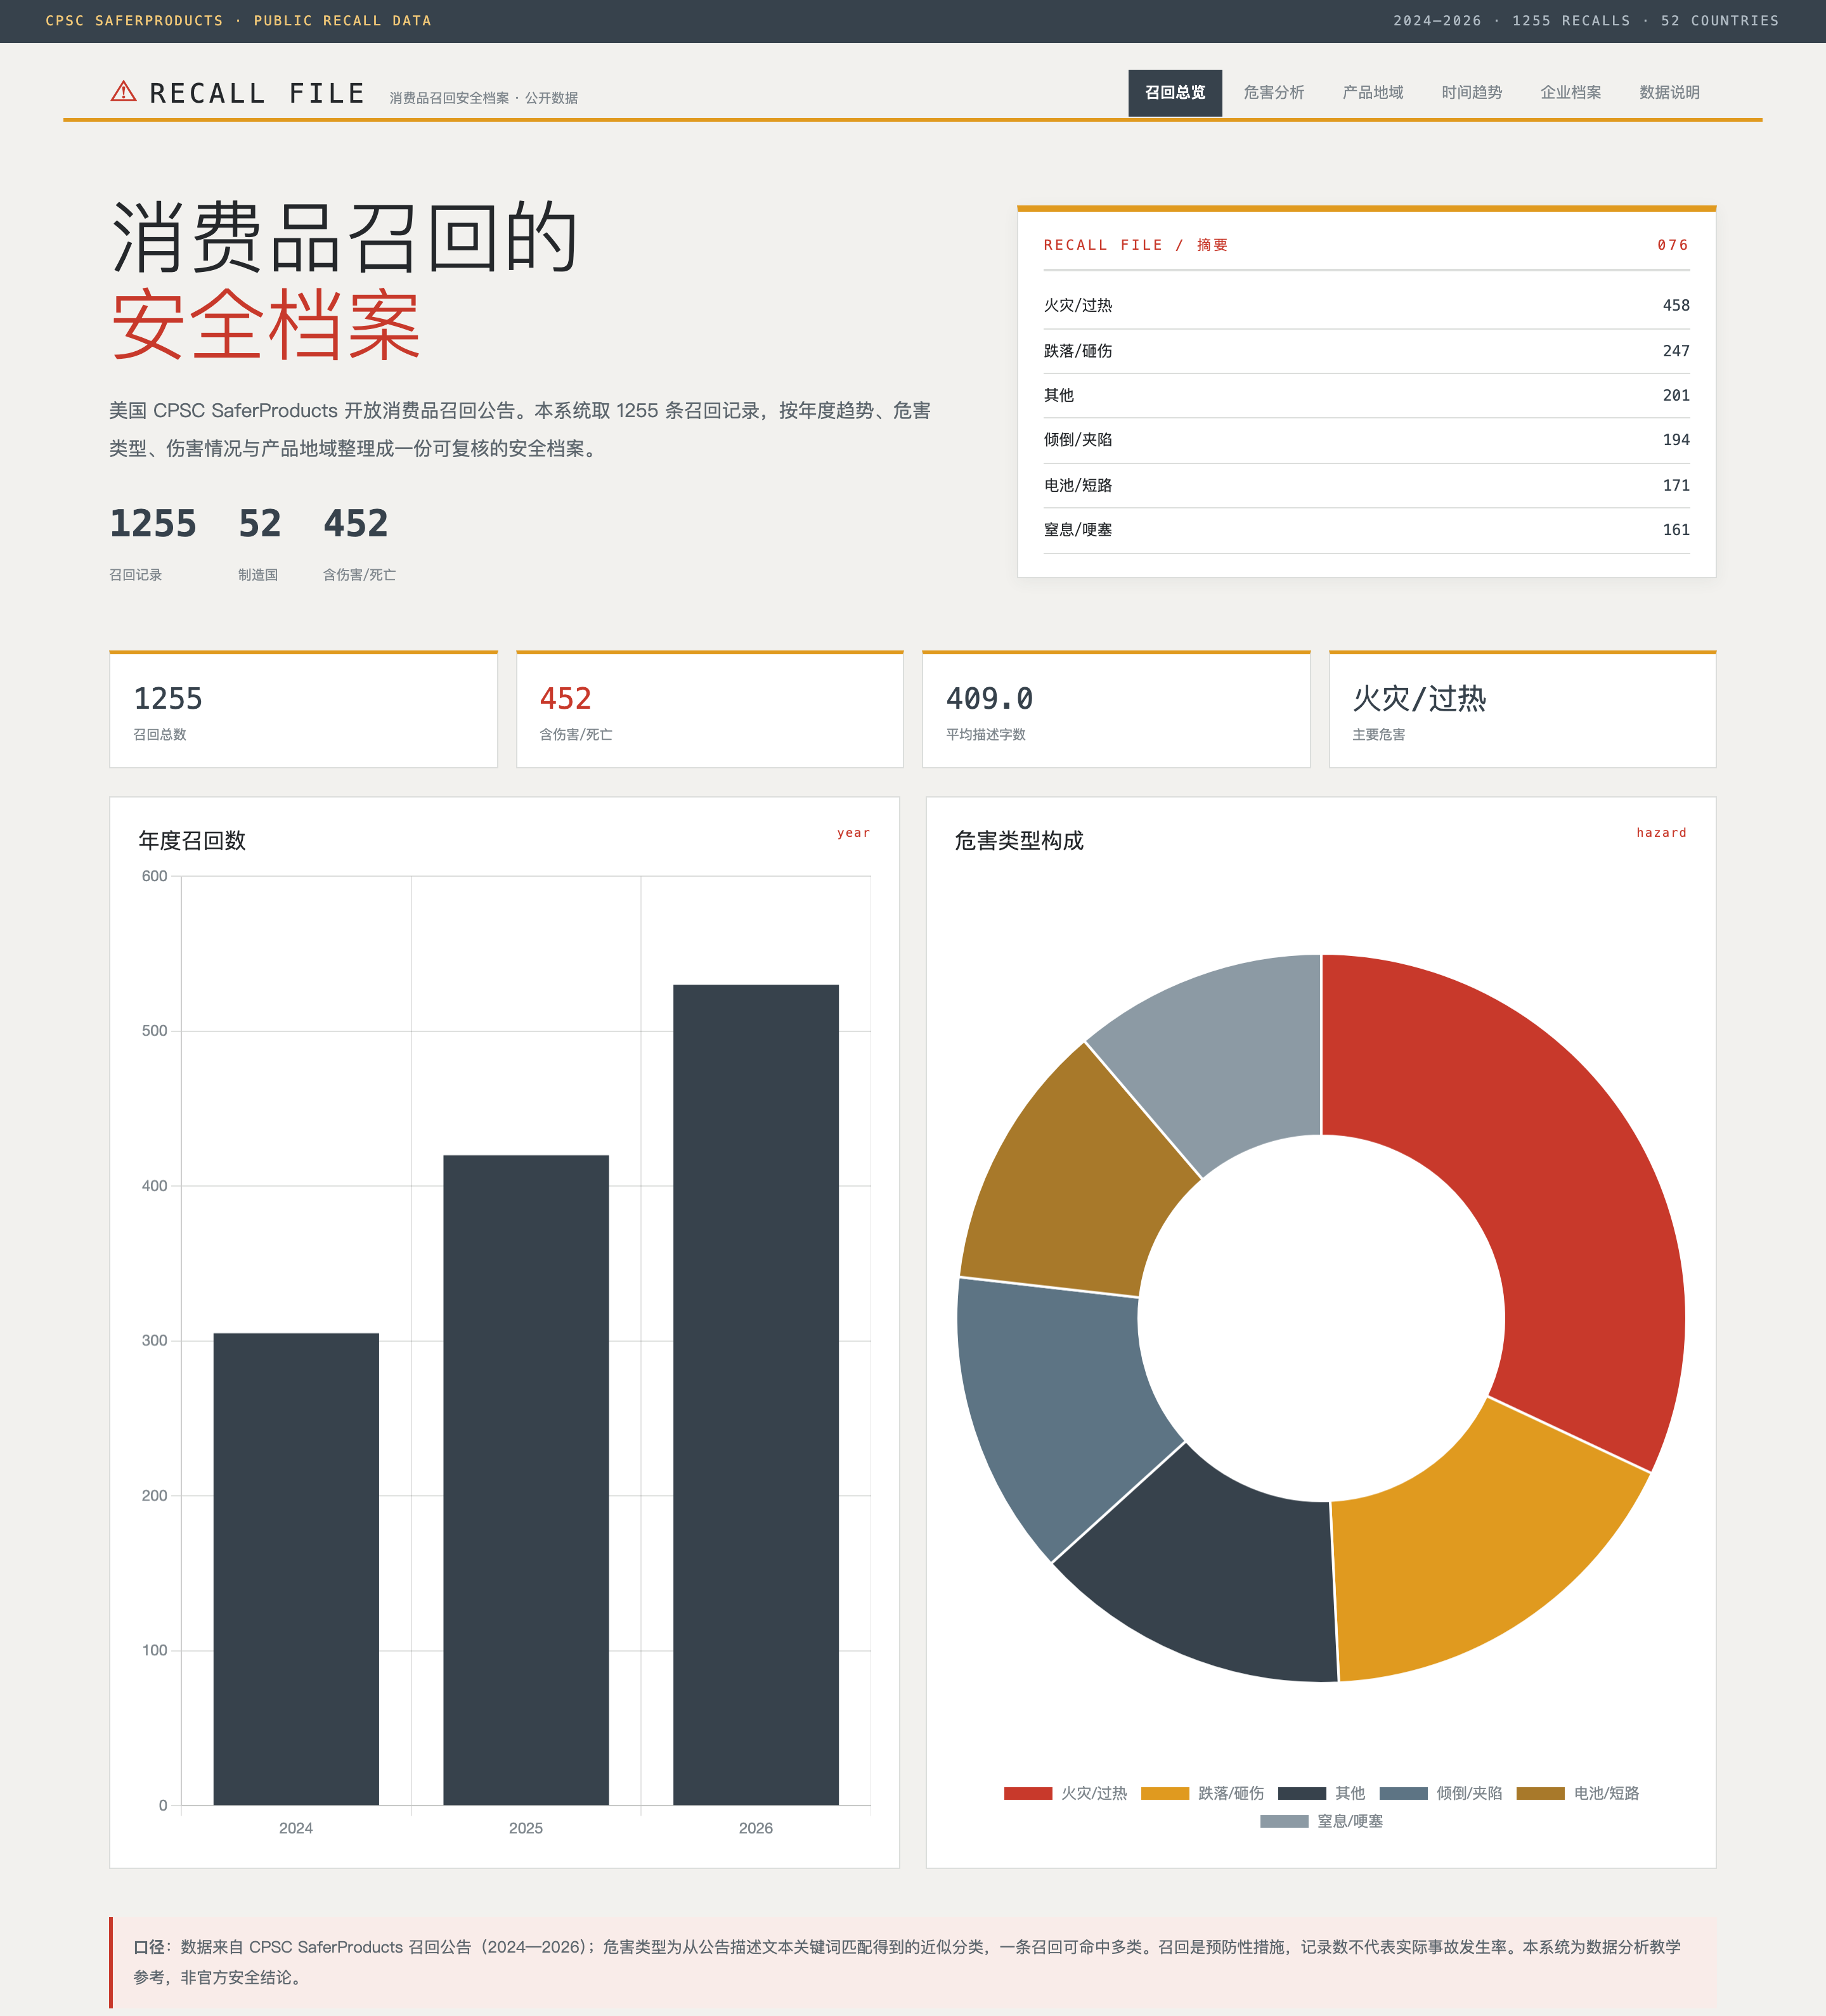 CPSC SAFERPRODUCTS · PUBLIC RECALL DATA
2024—2026 · 1255 RECALLS · 52 COUNTRIES
RECALL FILE
消费品召回安全档案 · 公开数据
召回总览
危害分析
产品地域
时间趋势
企业档案
数据说明
消费品召回的
安全档案
美国 CPSC SaferProducts 开放消费品召回公告。本系统取 1255 条召回记录，按年度趋势、危害
类型、伤害情况与产品地域整理成一份可复核的安全档案。
1255
召回记录
52
制造国
452
含伤害/死亡
RECALL FILE / 摘要
076
火灾/过热 458
跌落/砸伤 247
其他 201
倾倒/夹陷 194
电池/短路 171
窒息/哽塞 161
1255
召回总数
452
含伤害/死亡
409.0
平均描述字数
火灾/过热
主要危害
年度召回数
year
600
500
400
300
200
100
0
2024
2025
2026
危害类型构成
hazard
火灾/过热
跌落/砸伤
其他
倾倒/夹陷
电池/短路
窒息/哽塞
口径：数据来自 CPSC SaferProducts 召回公告（2024—2026）；危害类型为从公告描述文本关键词匹配得到的近似分类，一条召回可命中多类。召回是预防性措施，记录数不代表实际事故发生率。本系统为数据分析教学
参考，非官方安全结论。